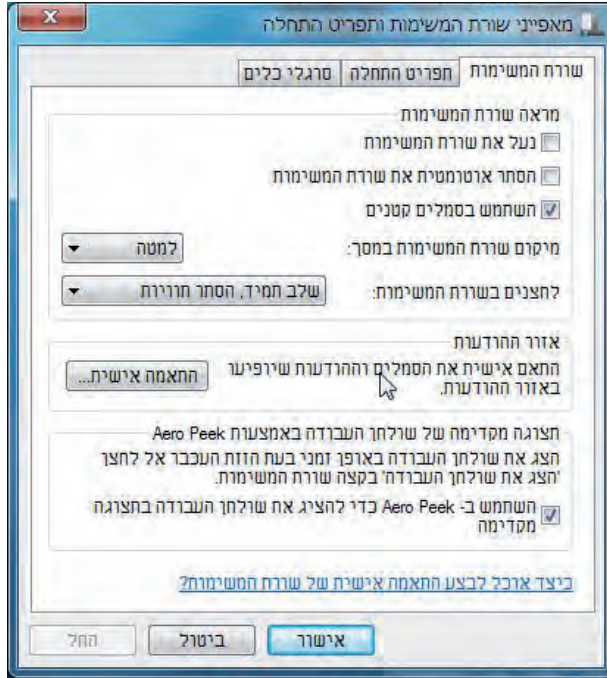 מאפייני שורת המשימות ותפריט התחלה
שורת המשימות
תפריט התחלה
סרגלי כלים
מראה שורת המשימות
נעל את שורת המשימות
הסתר אוטומטית את שורת המשימות
השתמש בסמלים קטנים
מיקום שורת המשימות במסך:
למטה
לחצנים בשורת המשימות:
שלב תמיד, הסתר תוויות
אזור ההודעות
התאם אישית את הסמלים וההודעות שיופיעו
באזור ההודעות.
התאמה אישית...
תצוגה מקדימה של שולחן העבודה באמצעות Aero Peek
הצג את שולחן העבודה באופן זמני בעת הזזת העכבר אל לחצן
'הצג את שולחן העבודה' בקצה שורת המשימות.
השתמש ב- Aero Peek כדי להציג את שולחן העבודה בתצוגה
מקדימה
כיצד אוכל לבצע התאמה אישית של שורת המשימות?
אישור
ביטול
החל